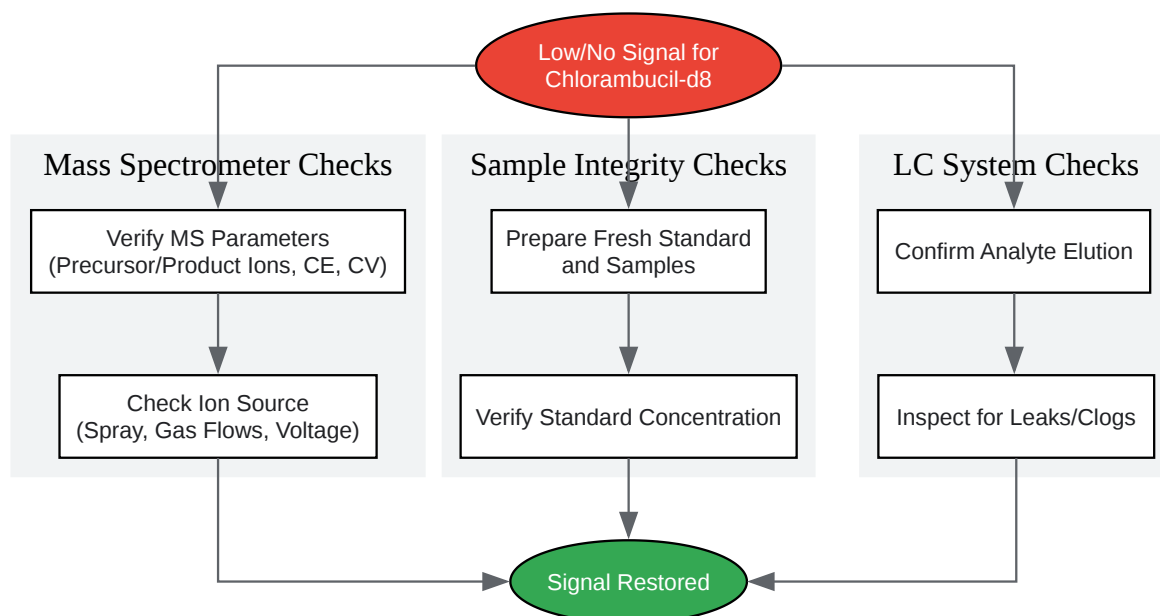 Low/No Signal for
Chlorambucil-d8
Mass Spectrometer Checks
Verify MS Parameters
(Precursor/Product Ions, CE, CV)
Check Ion Source
(Spray, Gas Flows, Voltage)
Sample Integrity Checks
Prepare Fresh Standard
and Samples
Verify Standard Concentration
LC System Checks
Confirm Analyte Elution
Inspect for Leaks/Clogs
Signal Restored